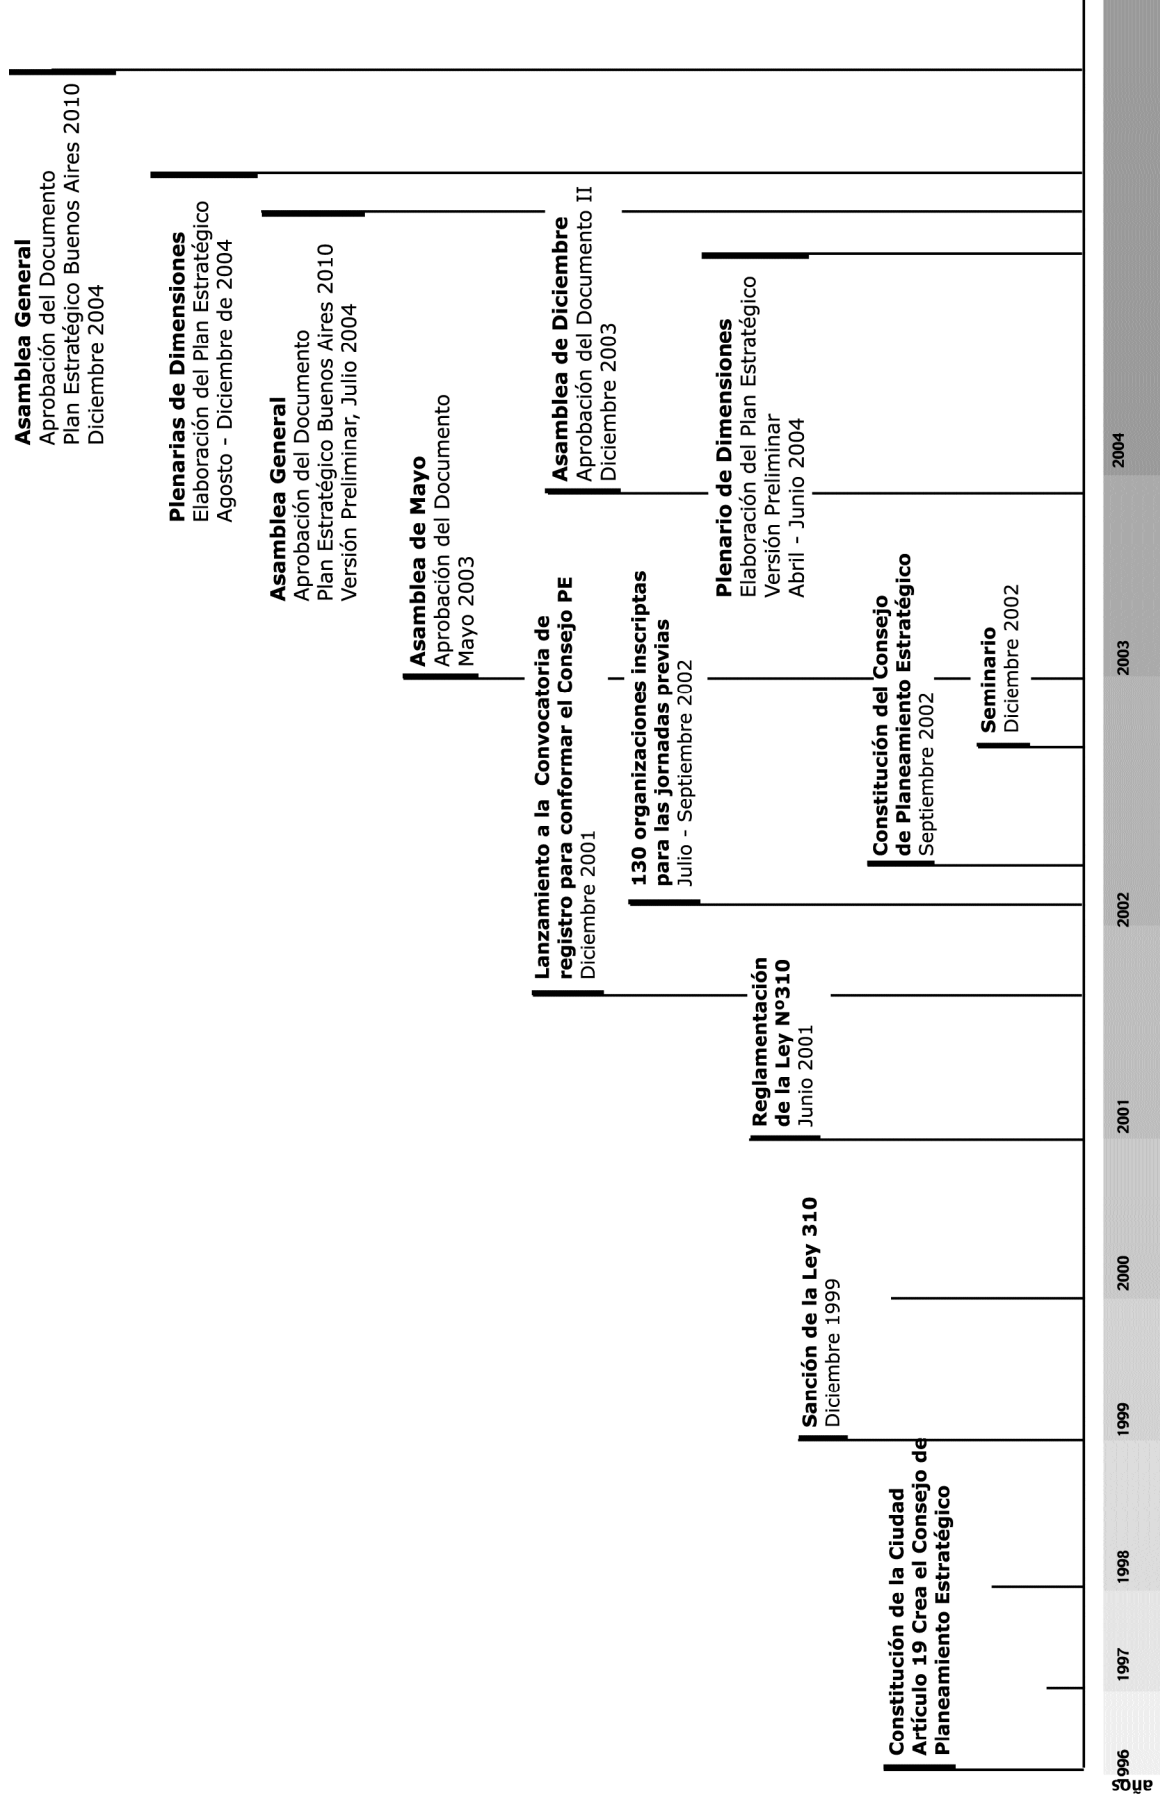 Asamblea General
Aprobación del Documento
Plan Estratégico Buenos Aires 2010
Diciembre 2004
Plenarias de Dimensiones
Elaboración del Plan Estratégico
Agosto - Diciembre de 2004
Asamblea General
Aprobación del Documento
Plan Estratégico Buenos Aires 2010
Versión Preliminar, Julio 2004
Asamblea de Mayo
Aprobación del Documento
Mayo 2003
Lanzamiento a la Convocatoria de
registro para conformar el Consejo PE
Diciembre 2001
Asamblea de Diciembre
Aprobación del Documento II
Diciembre 2003
130 organizaciones inscriptas
para las jornadas previas
Julio - Septiembre 2002
Plenario de Dimensiones
Elaboración del Plan Estratégico
Versión Preliminar
Abril - Junio 2004
Reglamentación
de la Ley Nº310
Junio 2001
Sanción de la Ley 310
Diciembre 1999
Constitución del Consejo
de Planeamiento Estratégico
Septiembre 2002
Constitución de la Ciudad
Artículo 19 Crea el Consejo de
Planeamiento Estratégico
Seminario
Diciembre 2002
1996
1997
1998
1999
2000
2001
2002
2003
2004
años